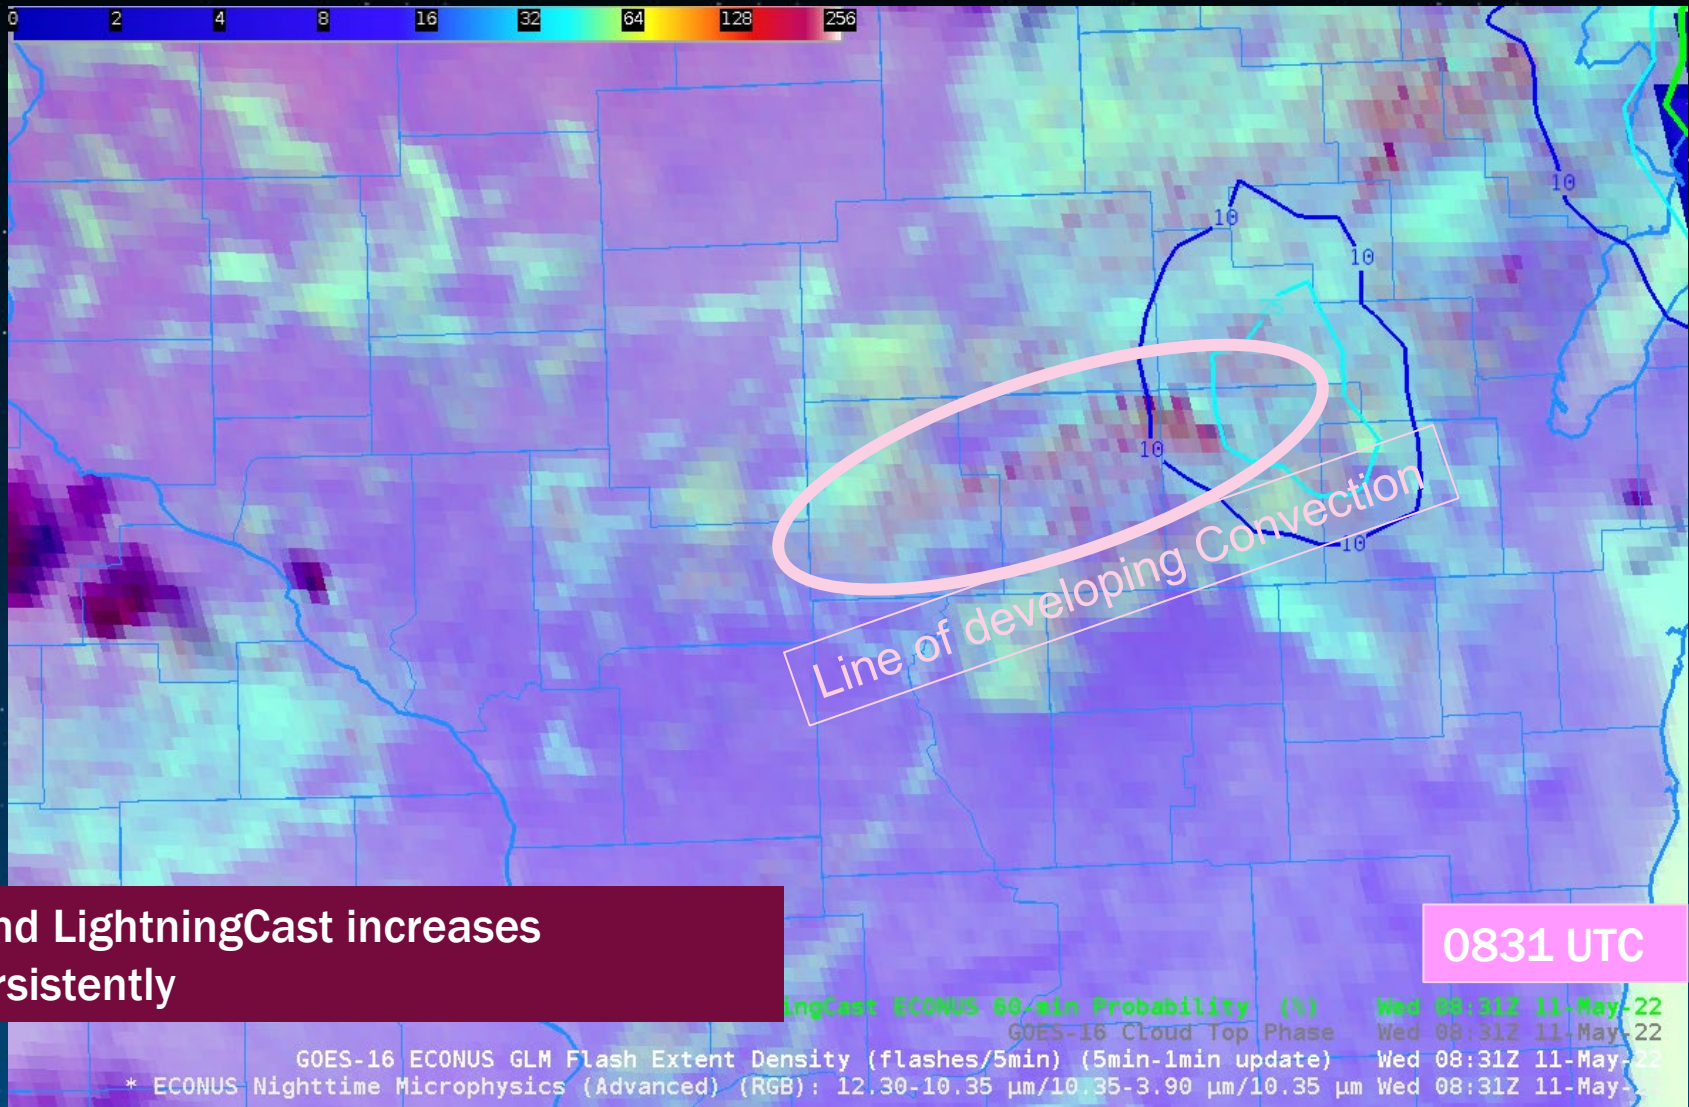 0 2 4 8 16 32 64 128 256
10
10
10
10
10
Line of developing Convection
nd LightningCast increases
rsistently
0831 UTC
ingCast ECONUS 60-min Probability (%) Wed 08:31Z 11-May-22
GOES-16 Cloud Top Phase Wed 08:31Z 11-May-22
GOES-16 ECONUS GLM Flash Extent Density (flashes/5min) (5min-1min update) Wed 08:31Z 11-May-22
* ECONUS Nighttime Microphysics (Advanced) (RGB): 12.30-10.35 µm/10.35-3.90 µm/10.35 µm Wed 08:31Z 11-May-